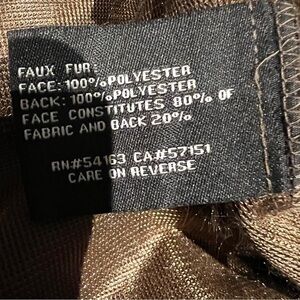 FAUX FUR:
FACE: 100% POLYESTER
BACK: 100% POLYESTER
FACE CONSTITUTES 80% OF
FABRIC AND BACK 20%
RN#54163 CA#57151
CARE ON REVERSE